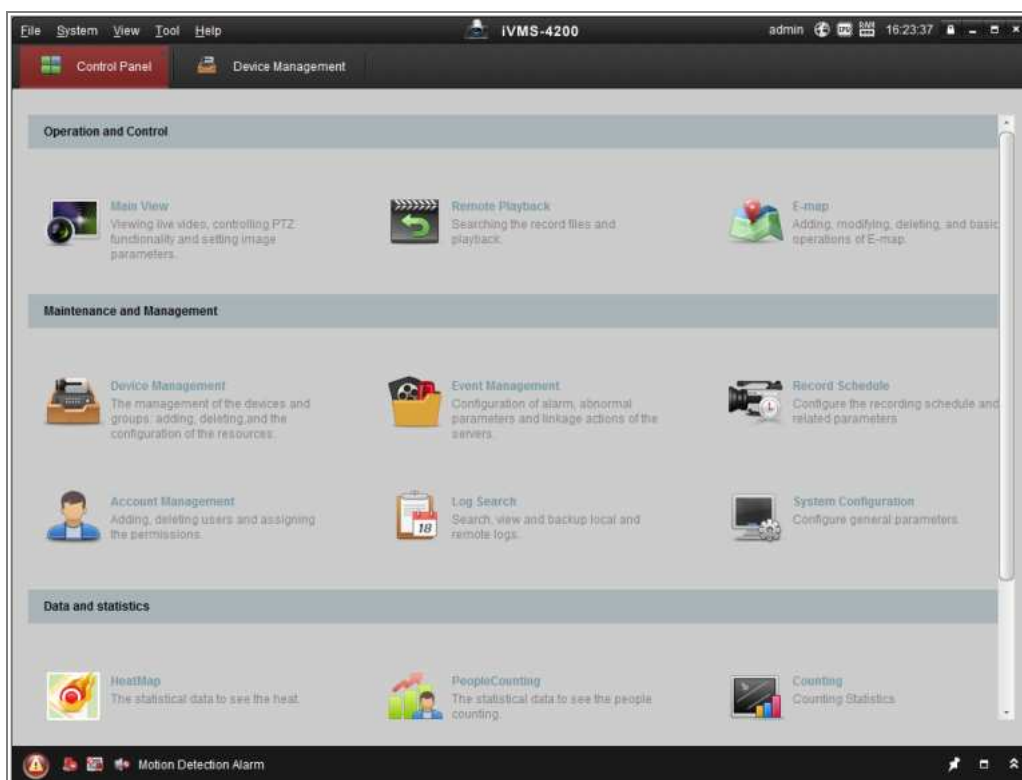 File System View Tool Help
iVMS-4200
admin CPU RAM 16:23:37
Control Panel
Device Management
Operation and Control
Main View
Viewing live video, controlling PTZ
functionality and setting image
parameters.
Remote Playback
Searching the record files and
playback.
E-map
Adding, modifying, deleting, and basic
operations of E-map.
Maintenance and Management
Device Management
The management of the devices and
groups: adding, deleting,and the
configuration of the resources.
Event Management
Configuration of alarm, abnormal
parameters and linkage actions of the
servers.
Record Schedule
Configure the recording schedule and
related parameters
Account Management
Adding, deleting users and assigning
the permissions.
18
Log Search
Search, view and backup local and
remote logs.
System Configuration
Configure general parameters.
Data and statistics
HeatMap
The statistical data to see the heat.
PeopleCounting
The statistical data to see the people
counting.
Counting
Counting Statistics
Motion Detection Alarm